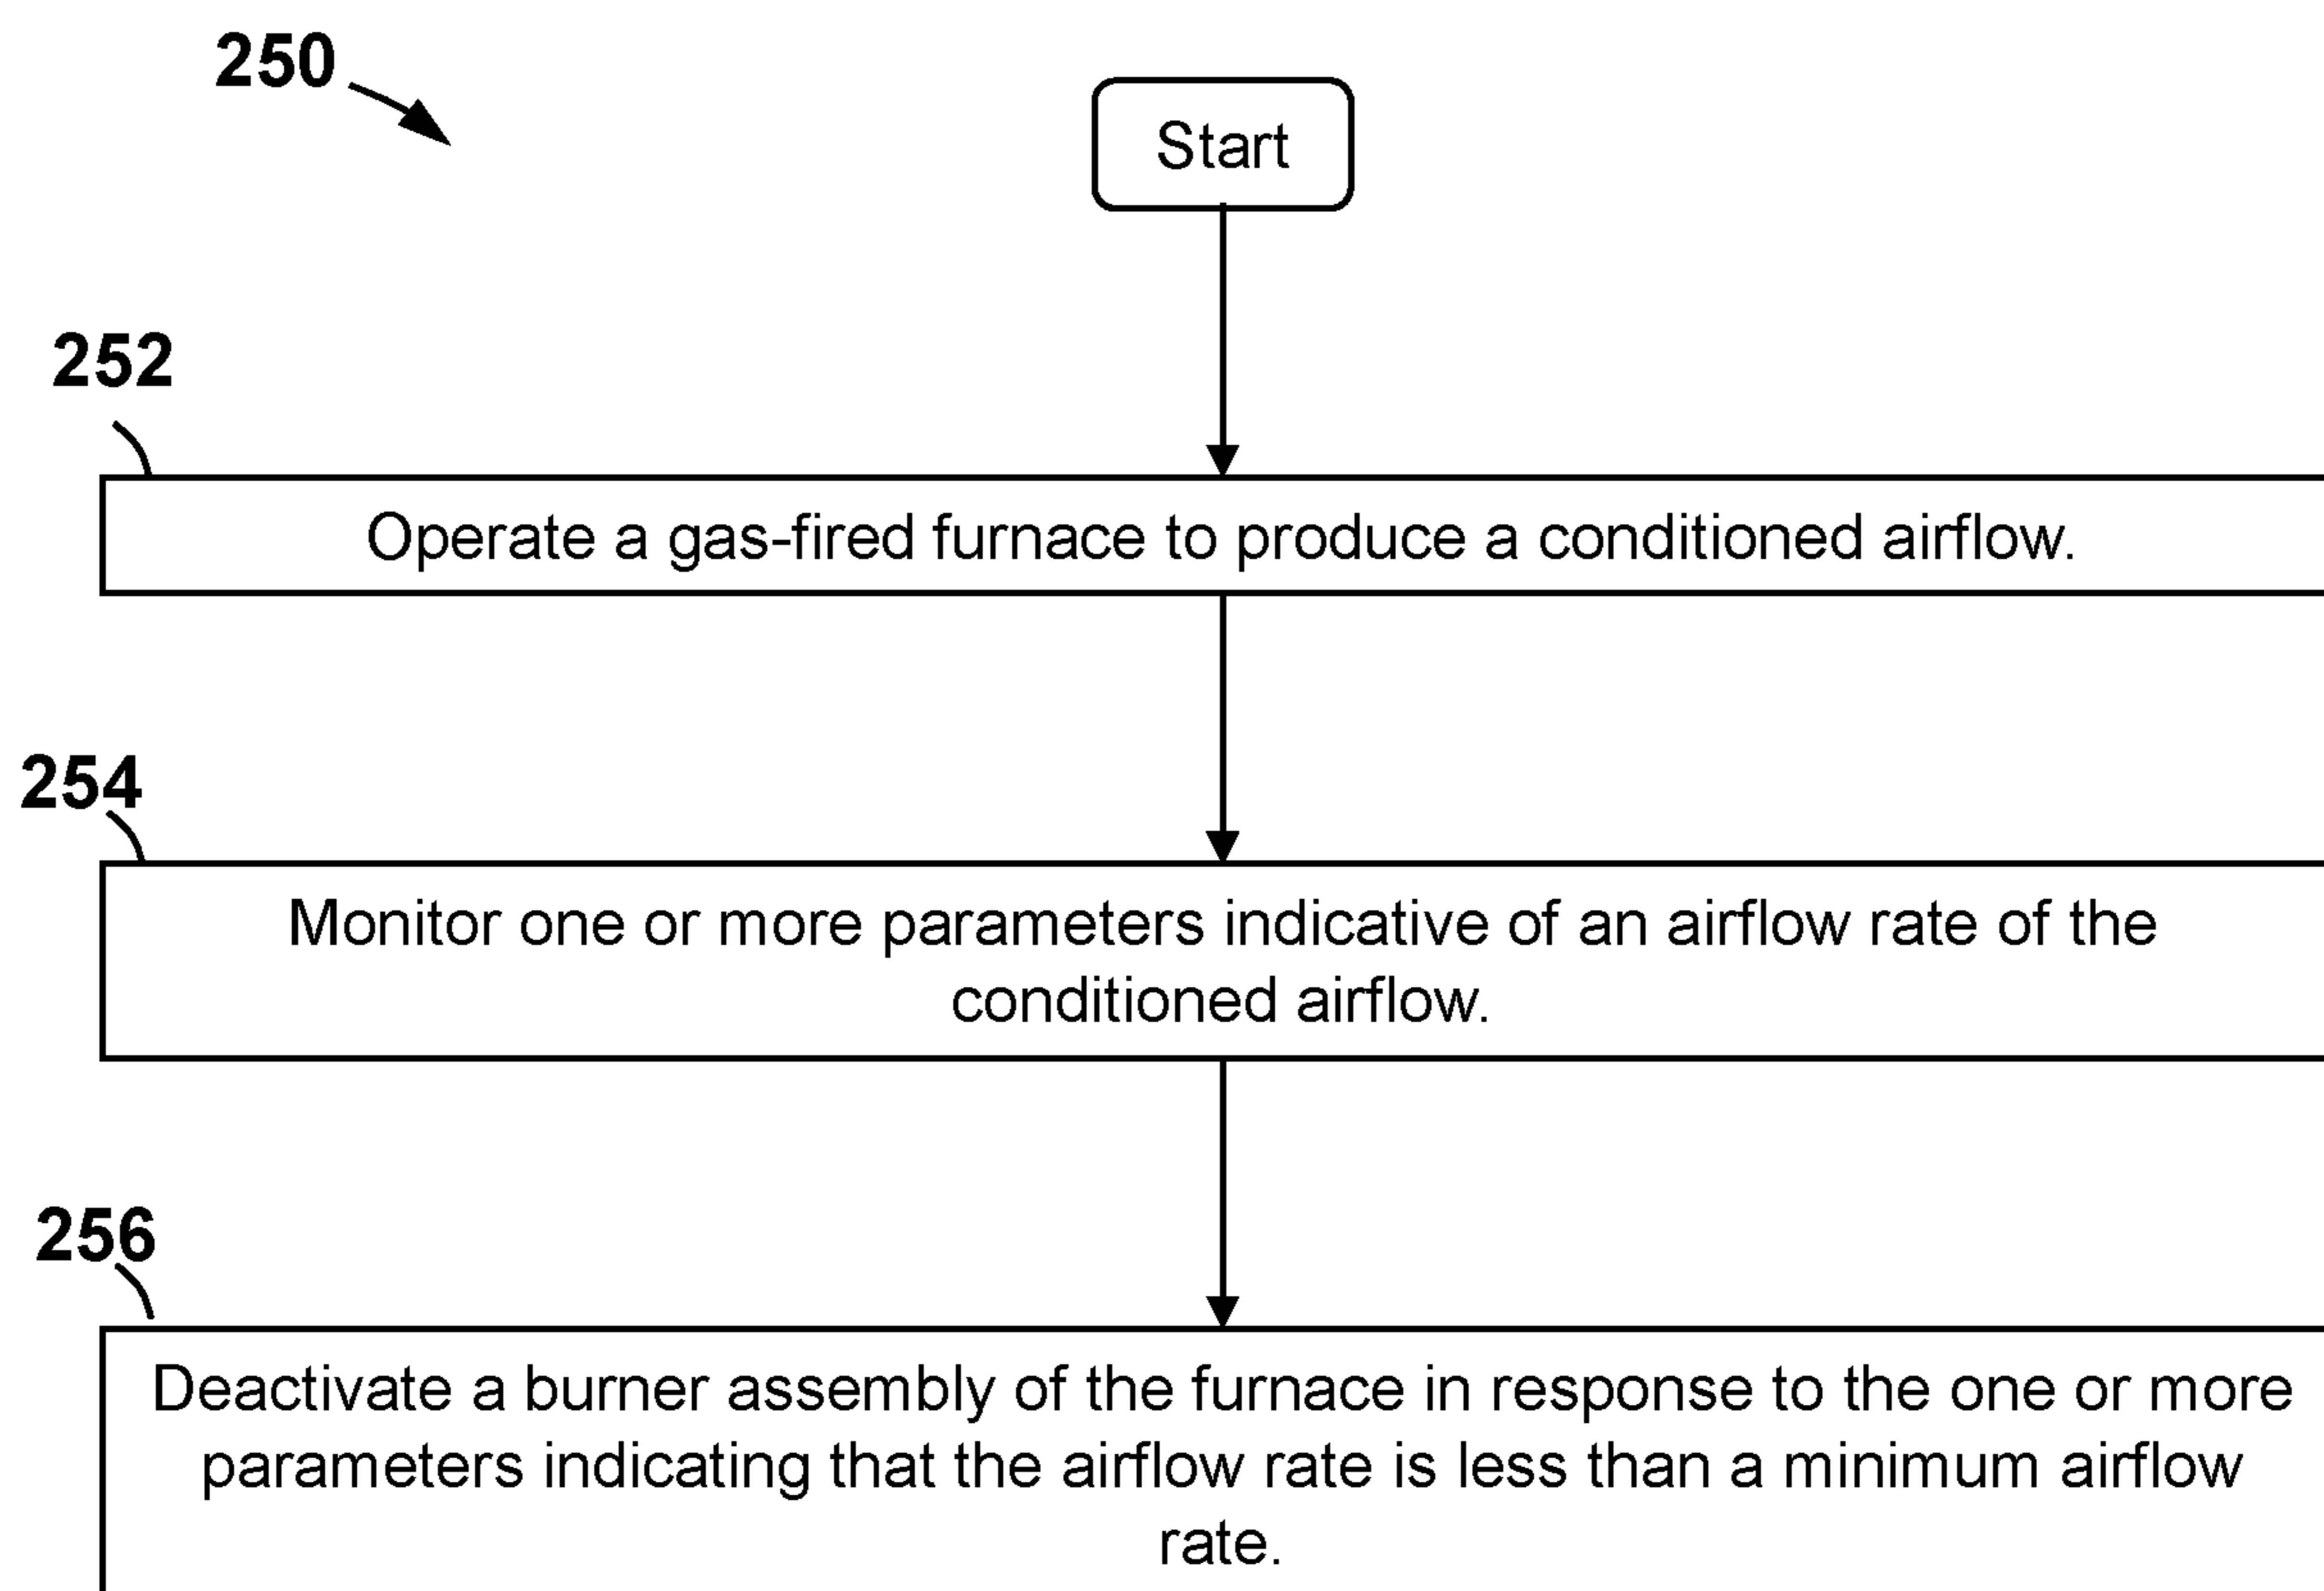 250
Start
252
Operate a gas-fired furnace to produce a conditioned airflow.
254
Monitor one or more parameters indicative of an airflow rate of the
conditioned airflow.
256
Deactivate a burner assembly of the furnace in response to the one or more
parameters indicating that the airflow rate is less than a minimum airflow
rate.